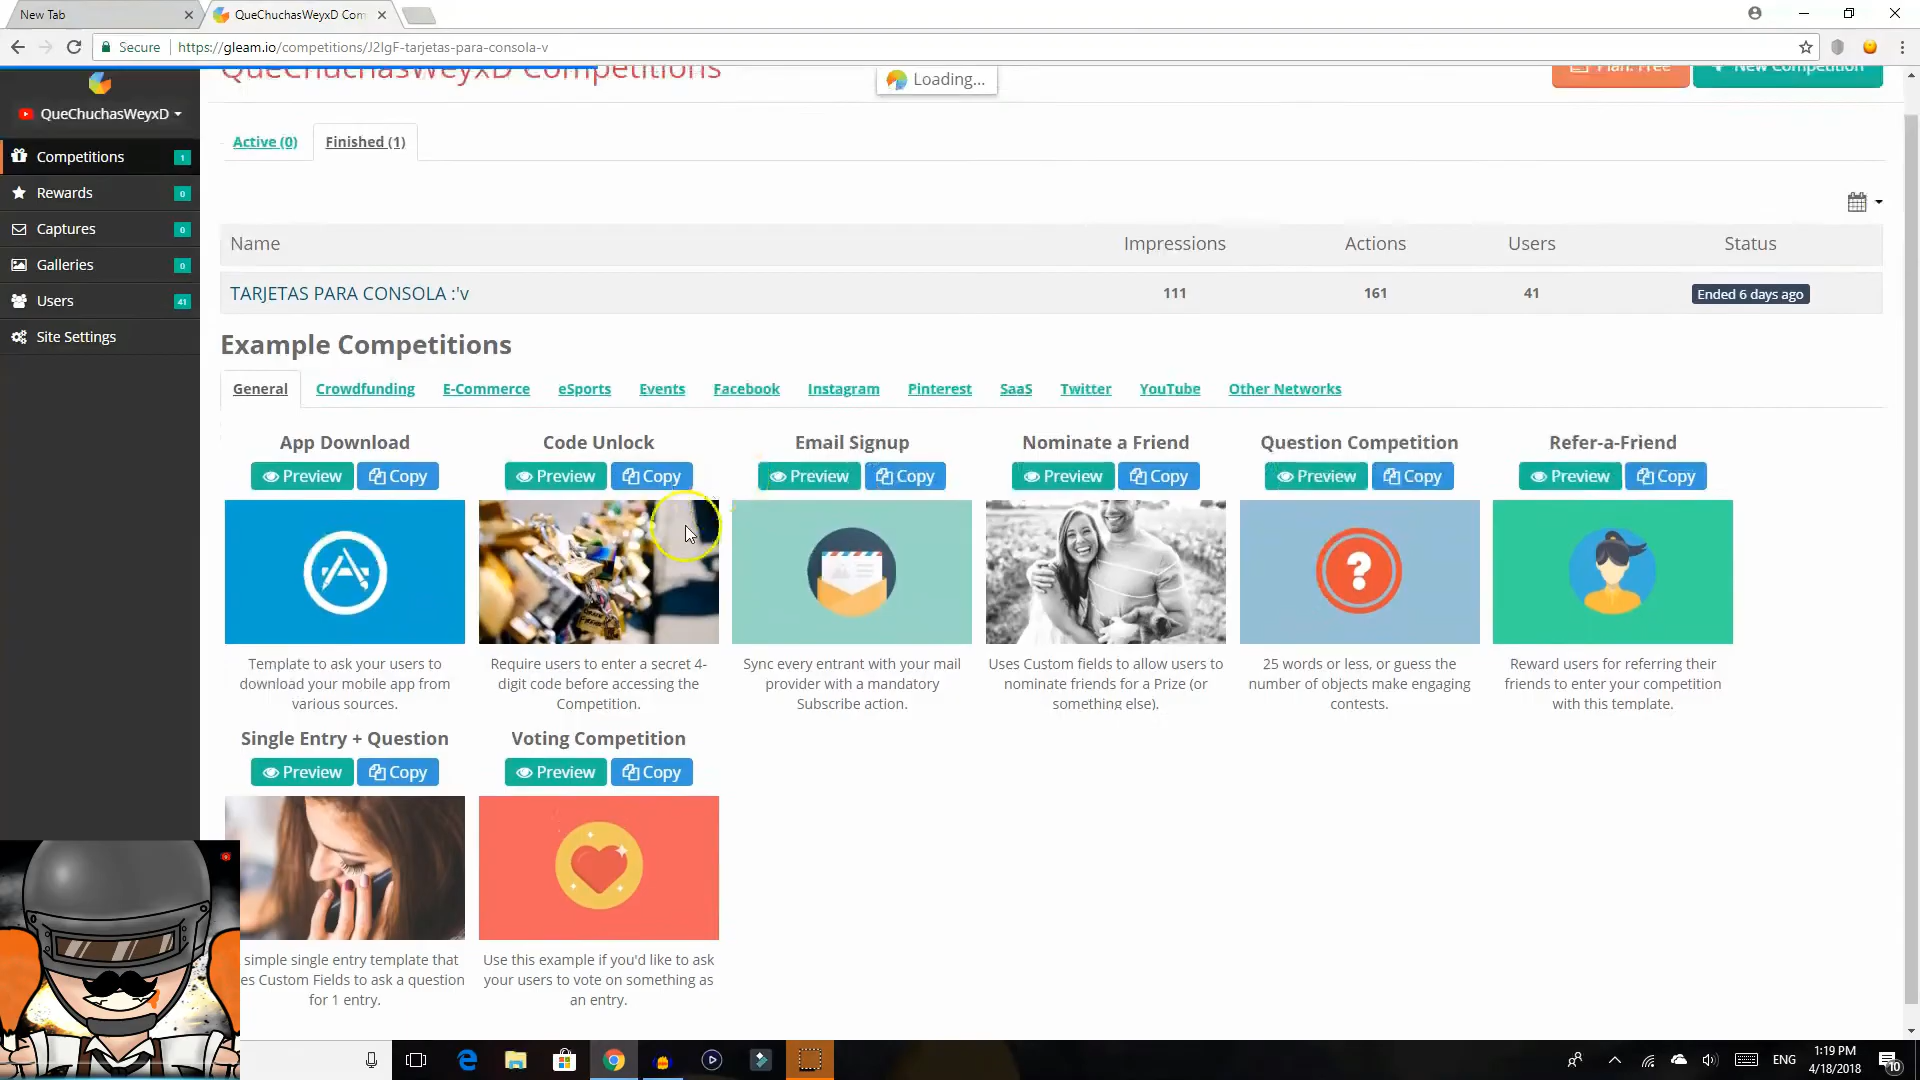 New Tab
QueChuchasWeyxD Com
Secure
https://gleam.io/competitions/J2IgF-tarjetas-para-consola-v
QueChuchasWeyxD Competitions
Loading...
Plan: Free
New Competition
QueChuchasWeyxD
Competitions 1
Rewards 0
Captures 0
Galleries 0
Users 41
Site Settings
Active (0)
Finished (1)
Name Impressions Actions Users Status
TARJETAS PARA CONSOLA :'v 111 161 41 Ended 6 days ago
Example Competitions
General Crowdfunding E-Commerce eSports Events Facebook Instagram Pinterest SaaS Twitter YouTube Other Networks
App Download
Preview Copy
Template to ask your users to
download your mobile app from
various sources.
Code Unlock
Preview Copy
Require users to enter a secret 4-
digit code before accessing the
Competition.
Email Signup
Preview Copy
Sync every entrant with your mail
provider with a mandatory
Subscribe action.
Nominate a Friend
Preview Copy
Uses Custom fields to allow users to
nominate friends for a Prize (or
something else).
Question Competition
Preview Copy
25 words or less, or guess the
number of objects make engaging
contests.
Refer-a-Friend
Preview Copy
Reward users for referring their
friends to enter your competition
with this template.
Single Entry + Question
Preview Copy
simple single entry template that
es Custom Fields to ask a question
for 1 entry.
Voting Competition
Preview Copy
Use this example if you'd like to ask
your users to vote on something as
an entry.
ENG
1:19 PM
4/18/2018
10